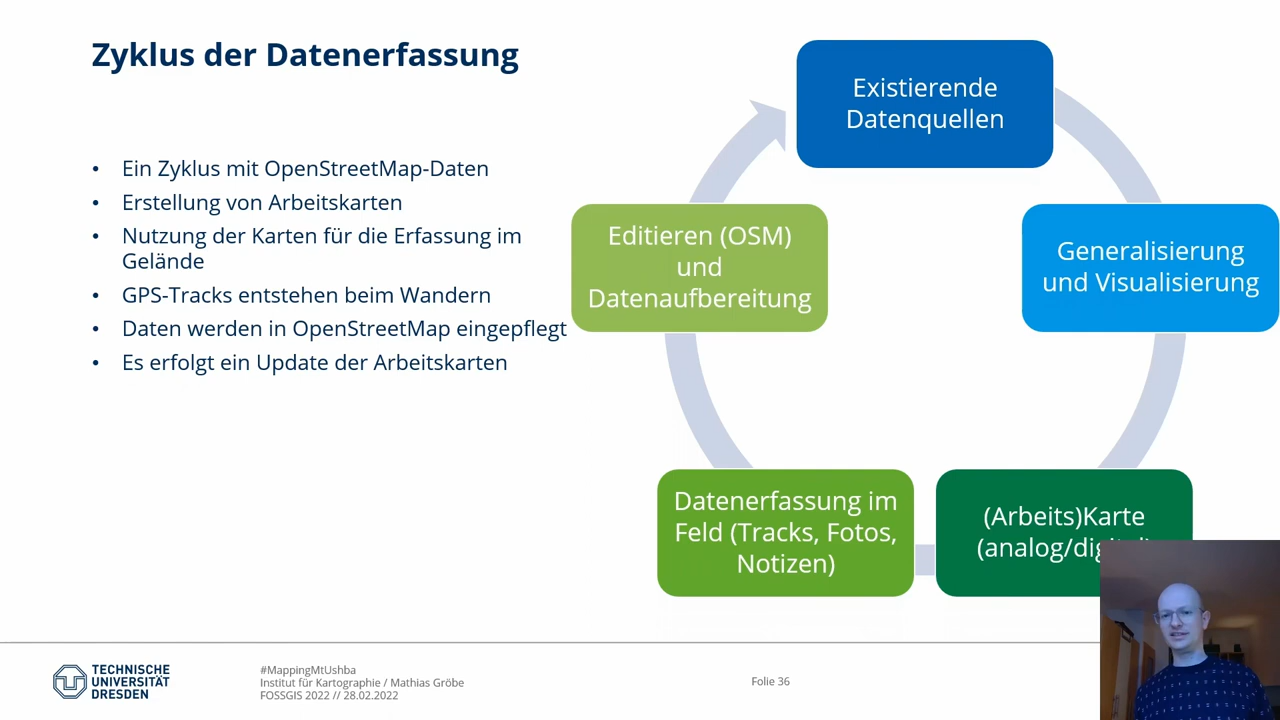 Zyklus der Datenerfassung
• Ein Zyklus mit OpenStreetMap-Daten
• Erstellung von Arbeitskarten
• Nutzung der Karten für die Erfassung im
Gelände
• GPS-Tracks entstehen beim Wandern
• Daten werden in OpenStreetMap eingepflegt
• Es erfolgt ein Update der Arbeitskarten
Existierende
Datenquellen
Generalisierung
und Visualisierung
(Arbeits)Karte
Datenerfassung im
Feld (Tracks, Fotos,
Notizen)
Editieren (OSM)
und
Datenaufbereitung
TECHNISCHE
UNIVERSITÄT
DRESDEN
#MappingMtUshba
Institut für Kartographie / Mathias Gröbe
FOSSGIS 2022 // 28.02.2022
Folie 36